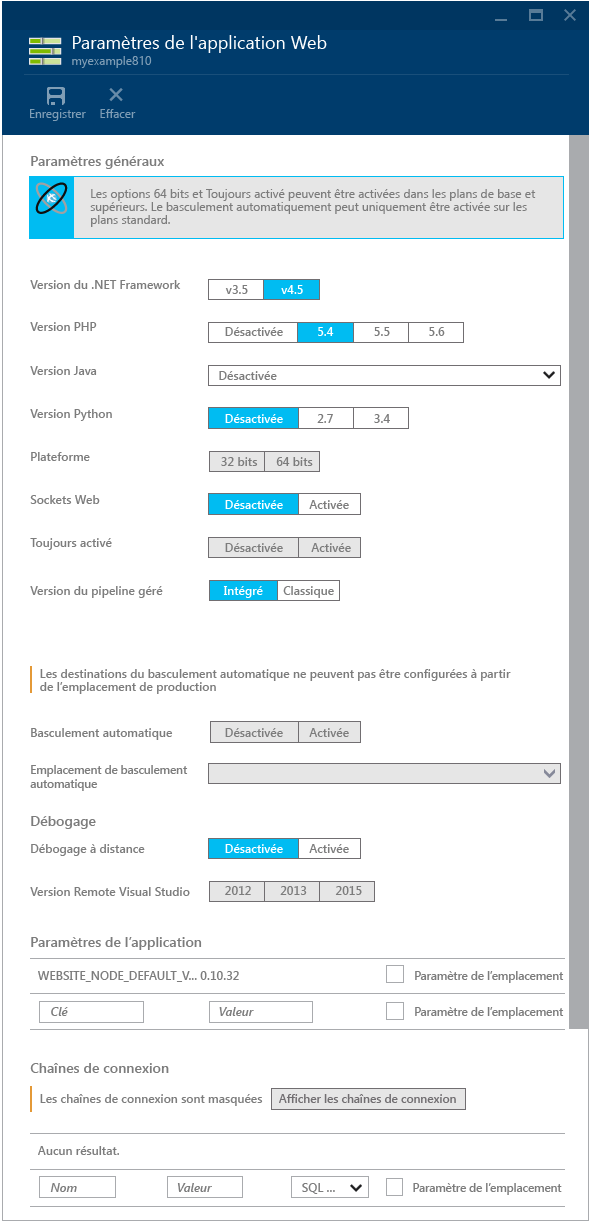 Paramètres de l'application Web
myexample810
Enregistrer Effacer
Paramètres généraux
Les options 64 bits et Toujours activé peuvent être activées dans les plans de base et
supérieurs. Le basculement automatiquement peut uniquement être activée sur les
plans standard.
Version du .NET Framework v3.5 v4.5
Version PHP Désactivée 5.4 5.5 5.6
Version Java Désactivée
Version Python Désactivée 2.7 3.4
Plateforme 32 bits 64 bits
Sockets Web Désactivée Activée
Toujours activé Désactivée Activée
Version du pipeline géré Intégré Classique
Les destinations du basculement automatique ne peuvent pas être configurées à partir
de l’emplacement de production
Basculement automatique Désactivée Activée
Emplacement de basculement
automatique
Débogage
Débogage à distance Désactivée Activée
Version Remote Visual Studio 2012 2013 2015
Paramètres de l’application
WEBSITE_NODE_DEFAULT_V... 0.10.32 Paramètre de l’emplacement
Clé Valeur Paramètre de l’emplacement
Chaînes de connexion
Les chaînes de connexion sont masquées Afficher les chaînes de connexion
Aucun résultat.
Nom Valeur SQL ... Paramètre de l’emplacement